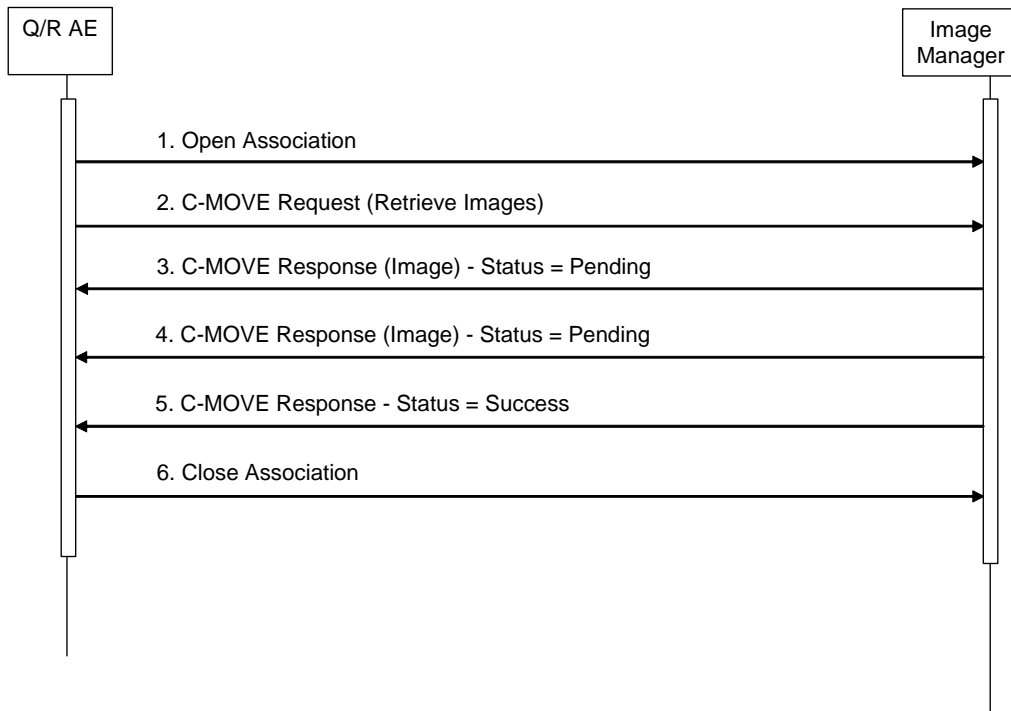 Q/R AE
Image
Manager
1. Open Association
2. C-MOVE Request (Retrieve Images)
3. C-MOVE Response (Image) - Status = Pending
4. C-MOVE Response (Image) - Status = Pending
5. C-MOVE Response - Status = Success
6. Close Association